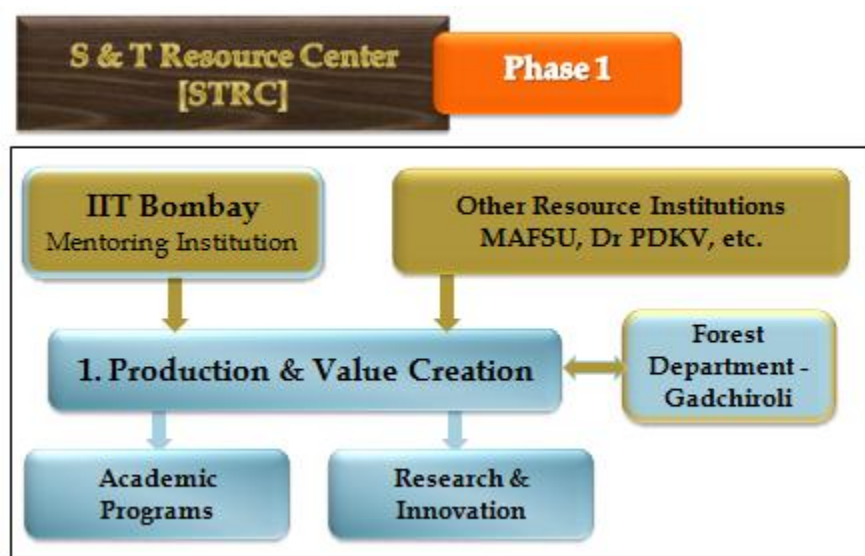 S & T Resource Center
[STRC]
Phase 1
IIT Bombay
Mentoring Institution
Other Resource Institutions
MAFSU, Dr PDKV, etc.
1. Production & Value Creation
Forest
Department -
Gadchiroli
Academic
Programs
Research &
Innovation